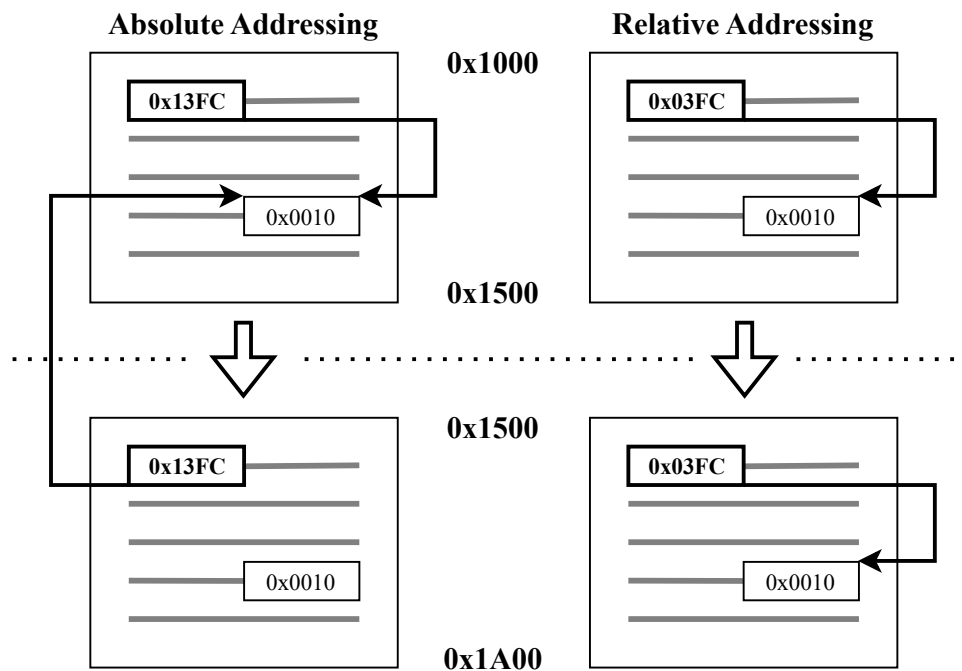 Absolute Addressing
Relative Addressing
0x1000
0x13FC
0x03FC
0x0010
0x0010
0x1500
0x1500
0x13FC
0x03FC
0x0010
0x0010
0x1A00